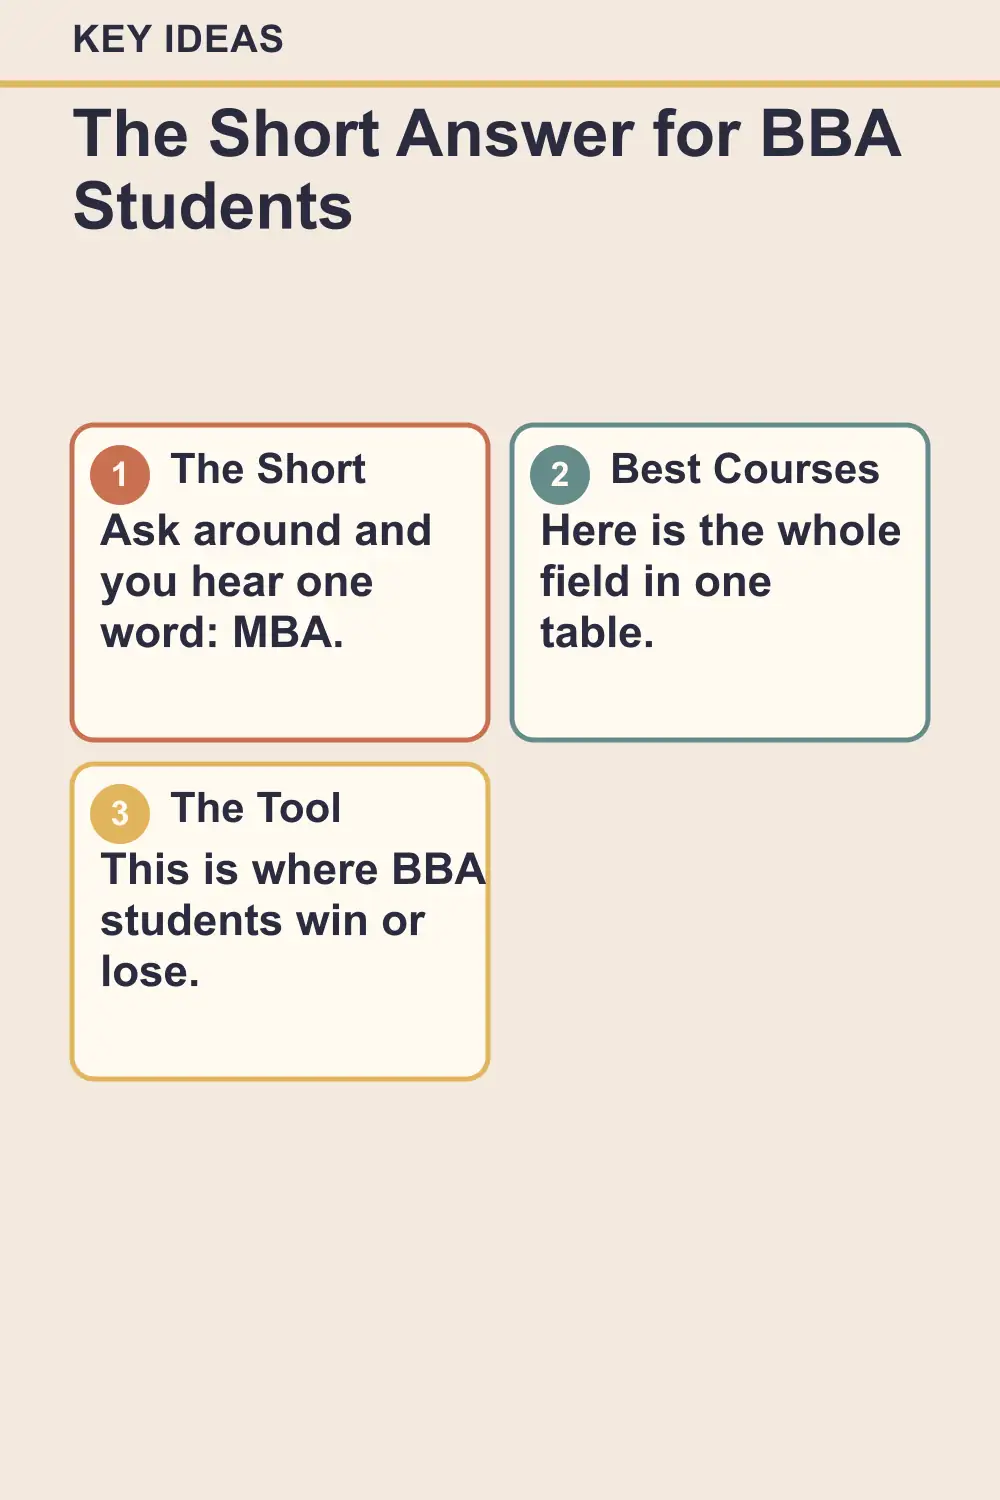 KEY IDEAS
The Short Answer for BBA
Students
1 The Short
Ask around and
you hear one
word: MBA.
2 Best Courses
Here is the whole
field in one
table.
3 The Tool
This is where BBA
students win or
lose.